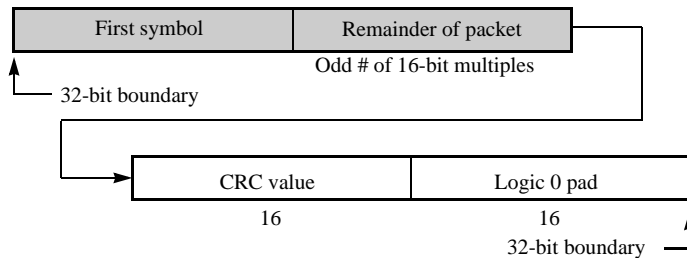 First symbol Remainder of packet
Odd # of 16-bit multiples
32-bit boundary
CRC value Logic 0 pad
16 16
32-bit boundary